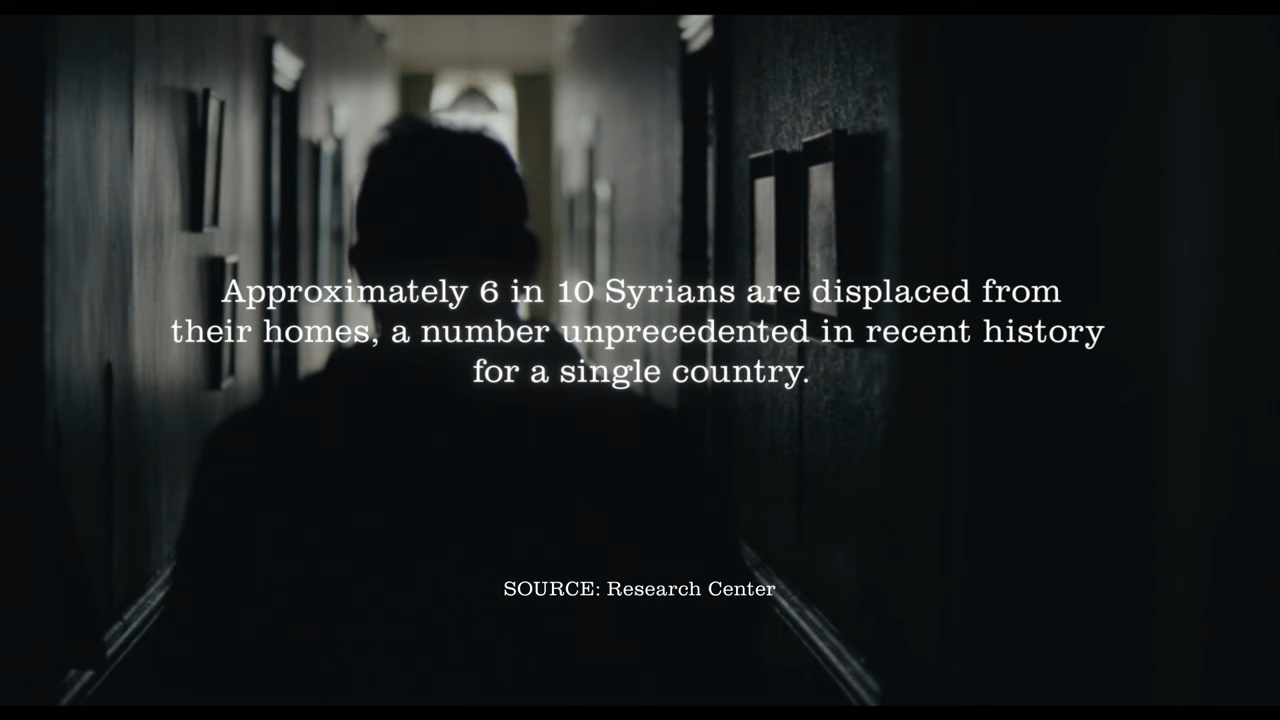 Approximately 6 in 10 Syrians are displaced from
their homes, a number unprecedented in recent history
for a single country.
SOURCE: Research Center